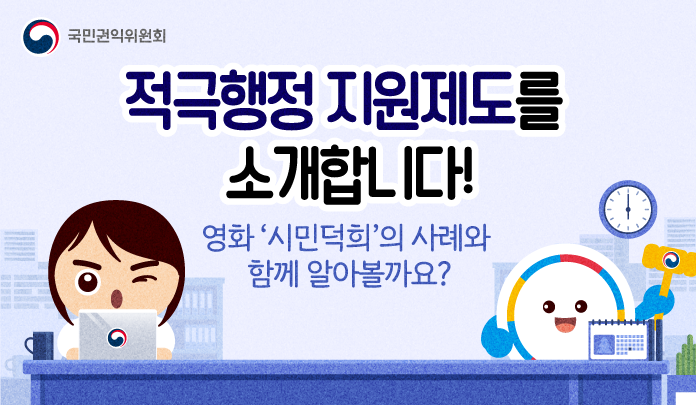 국민권익위원회
적극행정 지원제도를
소개합니다!
영화 ‘시민덕희’의 사례와
함께 알아볼까요?